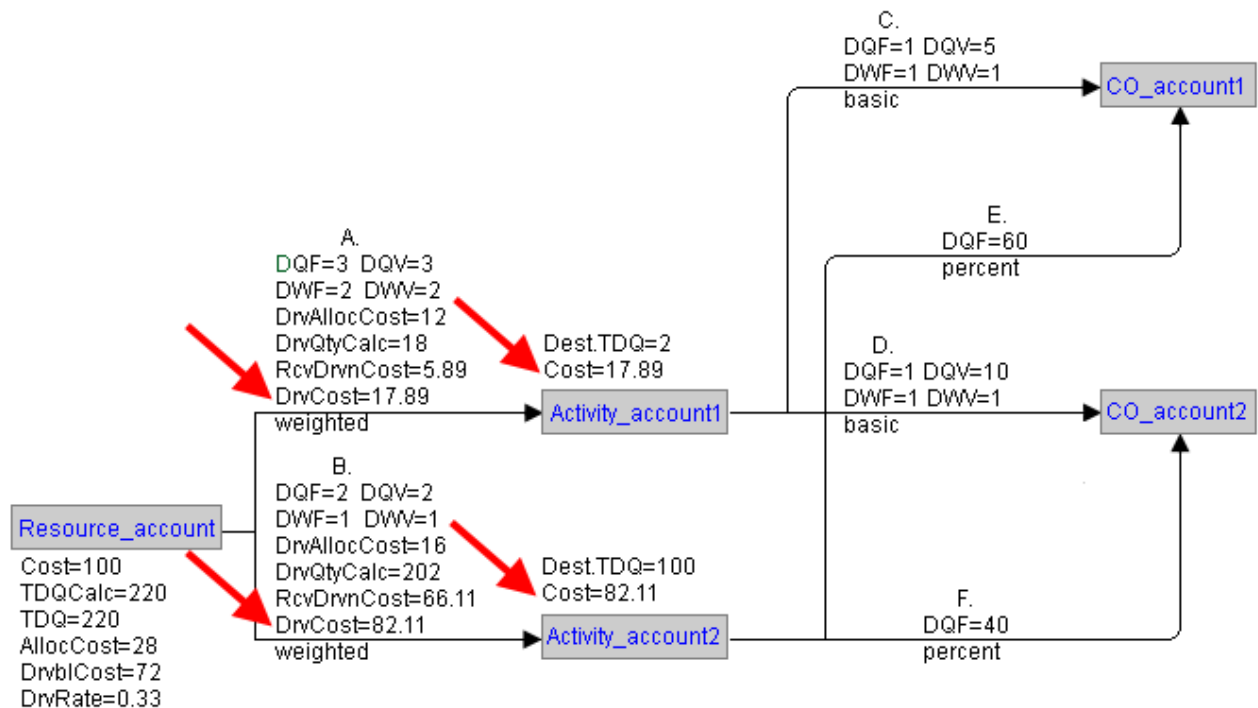 C.
DQF=1 DQV=5
DWF=1 DWV=1
basic
CO_account1
E.
DQF=60
percent
A.
DQF=3 DQV=3
DWF=2 DWV=2
DrvAllocCost=12
DrvQtyCalc=18
RcvDrvnCost=5.89
DrvCost=17.89
weighted
Dest.TDQ=2
Cost=17.89
Activity_account1
D.
DQF=1 DQV=10
DWF=1 DWV=1
basic
CO_account2
B.
DQF=2 DQV=2
DWF=1 DWV=1
DrvAllocCost=16
DrvQtyCalc=202
RcvDrvnCost=66.11
DrvCost=82.11
weighted
Resource_account
Cost=100
TDQCalc=220
TDQ=220
AllocCost=28
DrvblCost=72
DrvRate=0.33
Dest.TDQ=100
Cost=82.11
Activity_account2
F.
DQF=40
percent